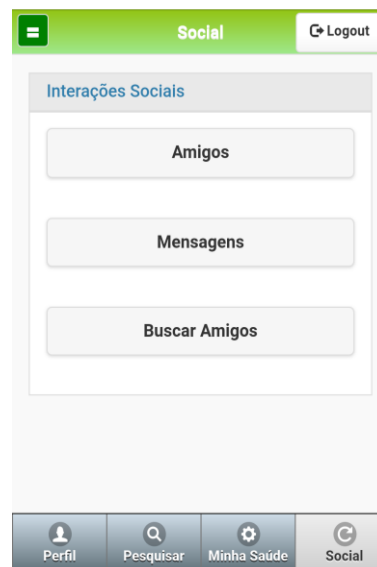 Social
Logout
Interações Sociais
Amigos
Mensagens
Buscar Amigos
Perfil
Pesquisar
Minha Saúde
Social